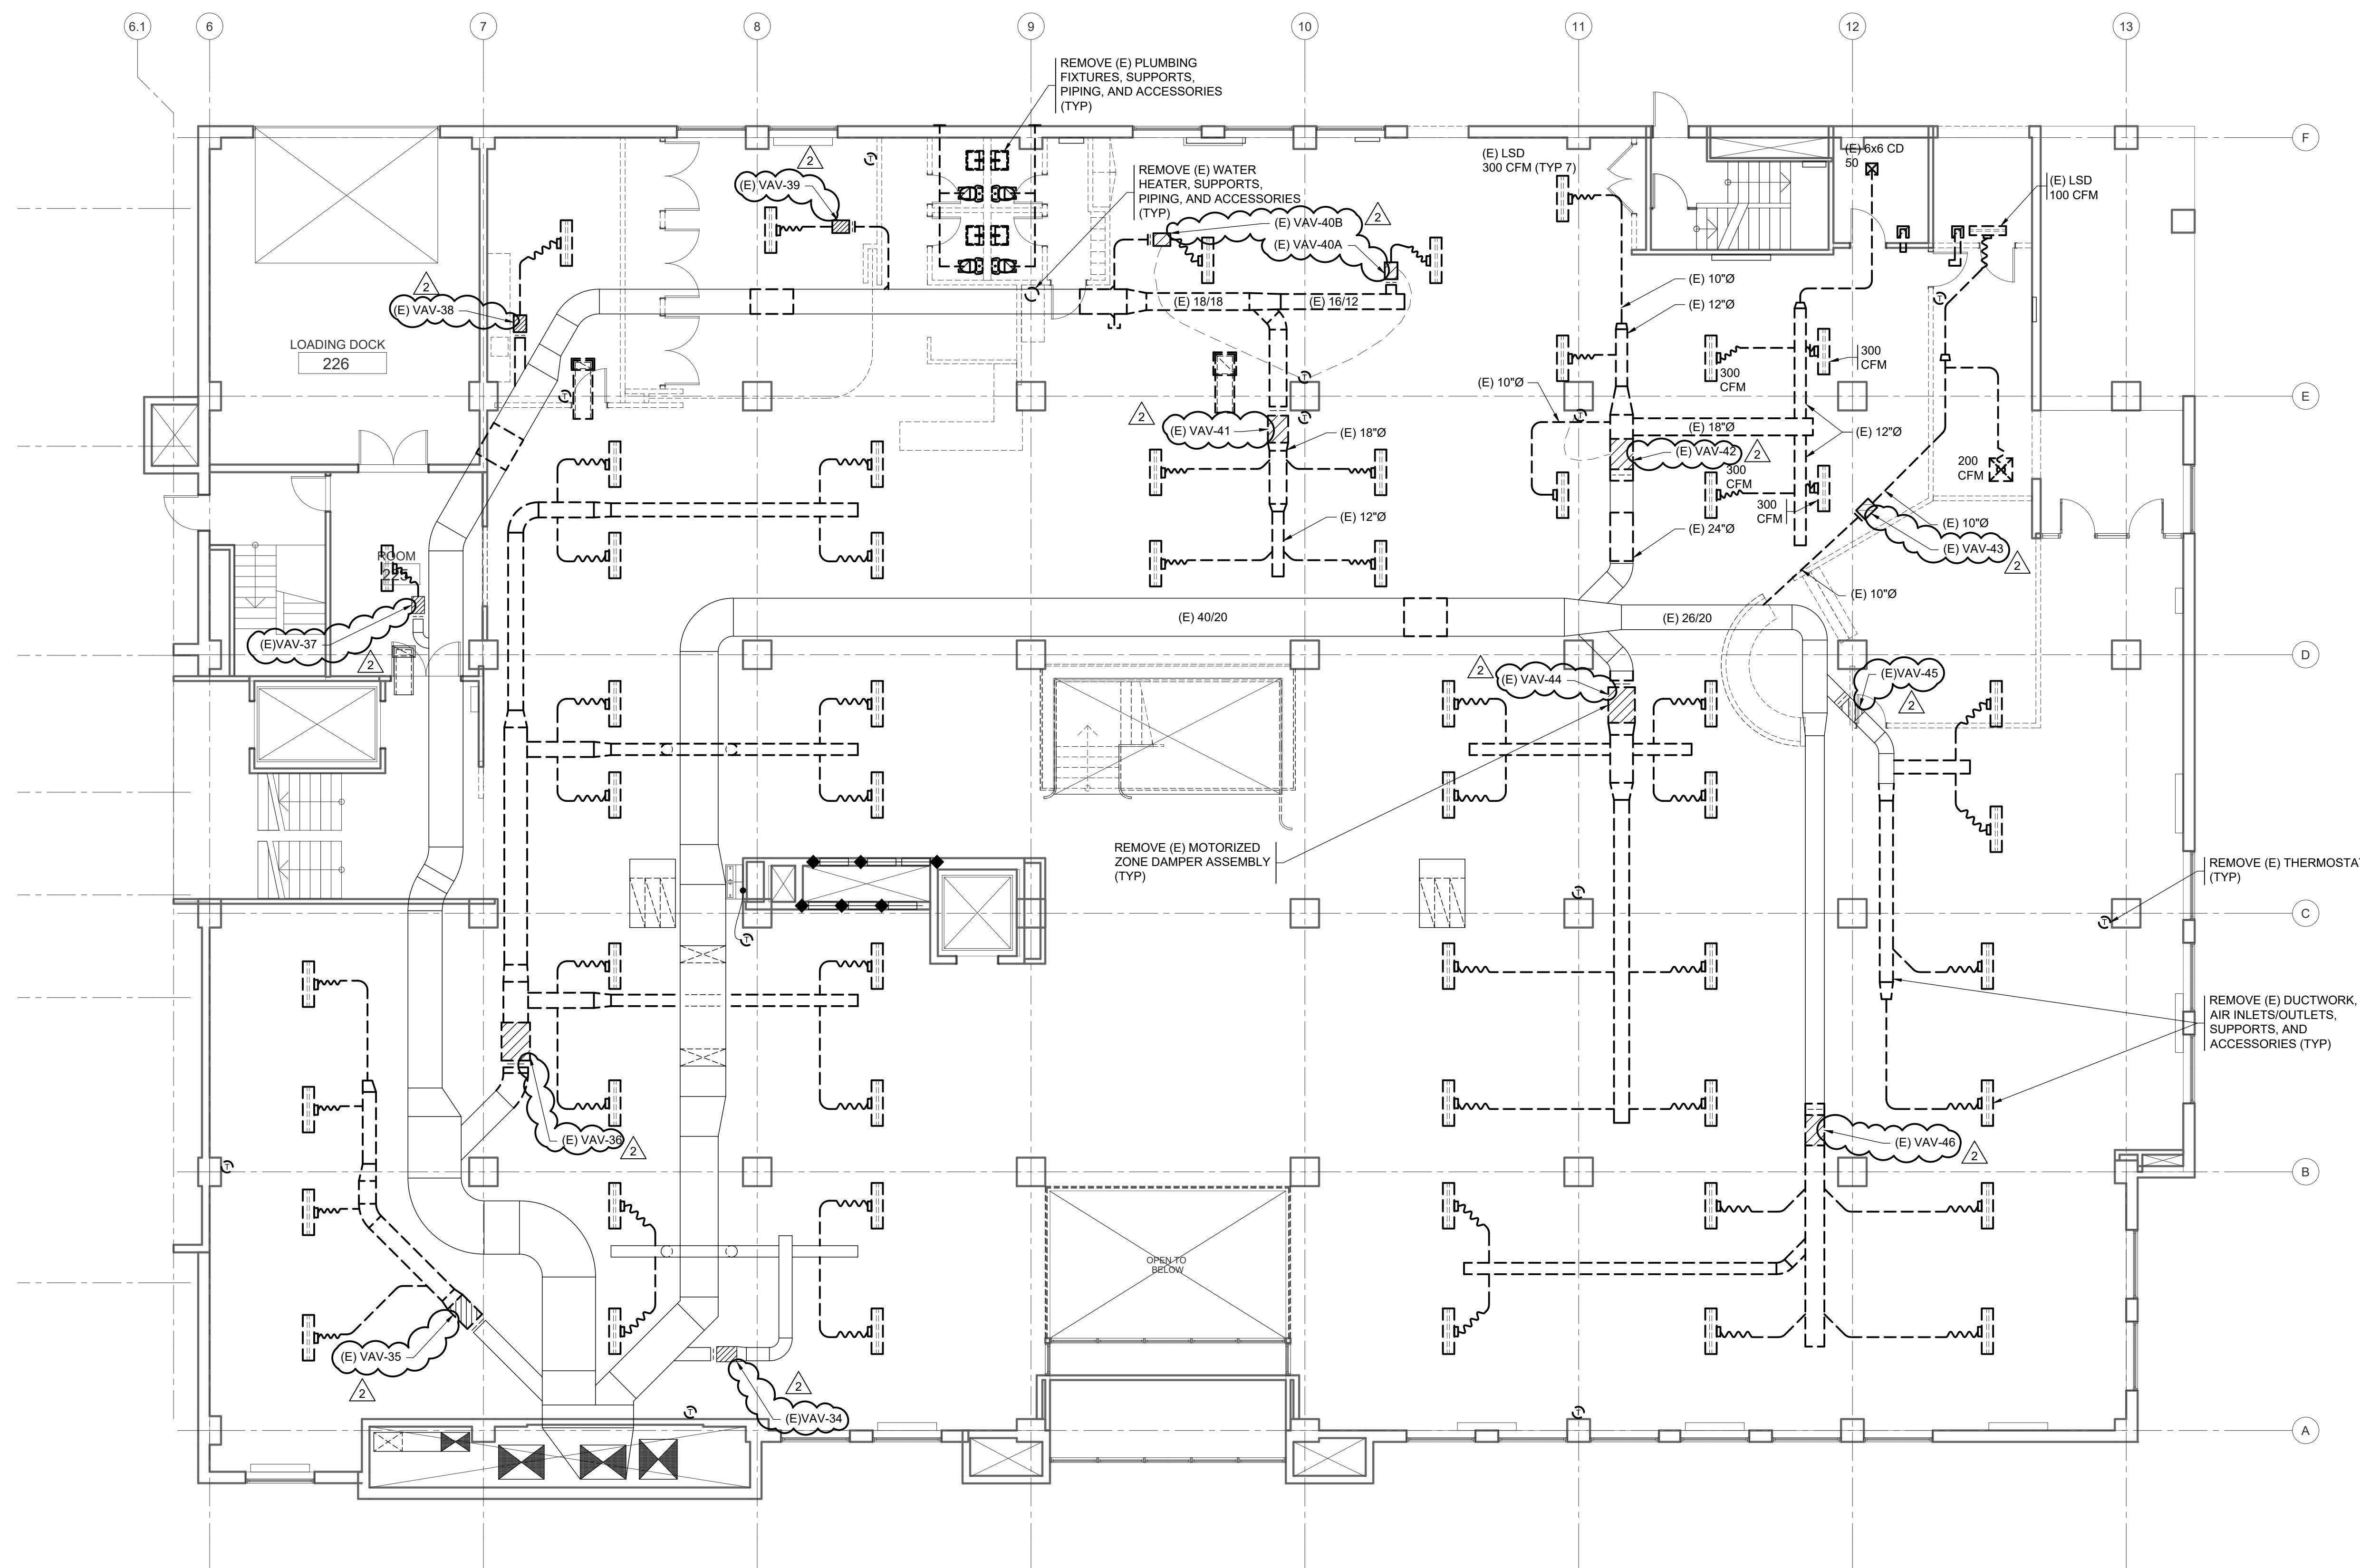 6.1
6
7
8
9
10
11
12
13
REMOVE (E) PLUMBING
FIXTURES, SUPPORTS,
PIPING, AND ACCESSORIES
(TYP)
F
2
T
(E) VAV-39
REMOVE (E) WATER
HEATER, SUPPORTS,
PIPING, AND ACCESSORIES
(TYP)
(E) LSD
300 CFM (TYP 7)
(E) 6x6 CD
50
(E) LSD
100 CFM
2
(E) VAV-40B
(E) VAV-40A
2
(E) VAV-38
(E) 10"Ø
(E) 12"Ø
T
(E) 18/18
(E) 16/12
LOADING DOCK
226
300
CFM
300
CFM
T
T
(E) 10"Ø
E
2
T
T
(E) VAV-41
(E) 18"Ø
(E) 18"Ø
(E) 12"Ø
(E) VAV-42
2
300
CFM
200
CFM
300
CFM
(E) 12"Ø
(E) 24"Ø
(E) 10"Ø
(E) VAV-43
2
ROOM
225
(E) 10"Ø
(E) 40/20
(E) 26/20
(E)VAV-37
2
D
2
(E) VAV-44
(E)VAV-45
2
REMOVE (E) MOTORIZED
ZONE DAMPER ASSEMBLY
(TYP)
REMOVE (E) THERMOSTAT
(TYP)
T
T
T
C
REMOVE (E) DUCTWORK,
AIR INLETS/OUTLETS,
SUPPORTS, AND
ACCESSORIES (TYP)
(E) VAV-36
2
(E) VAV-46
2
T
B
OPEN TO
BELOW
(E) VAV-35
2
2
(E)VAV-34
T
T
A